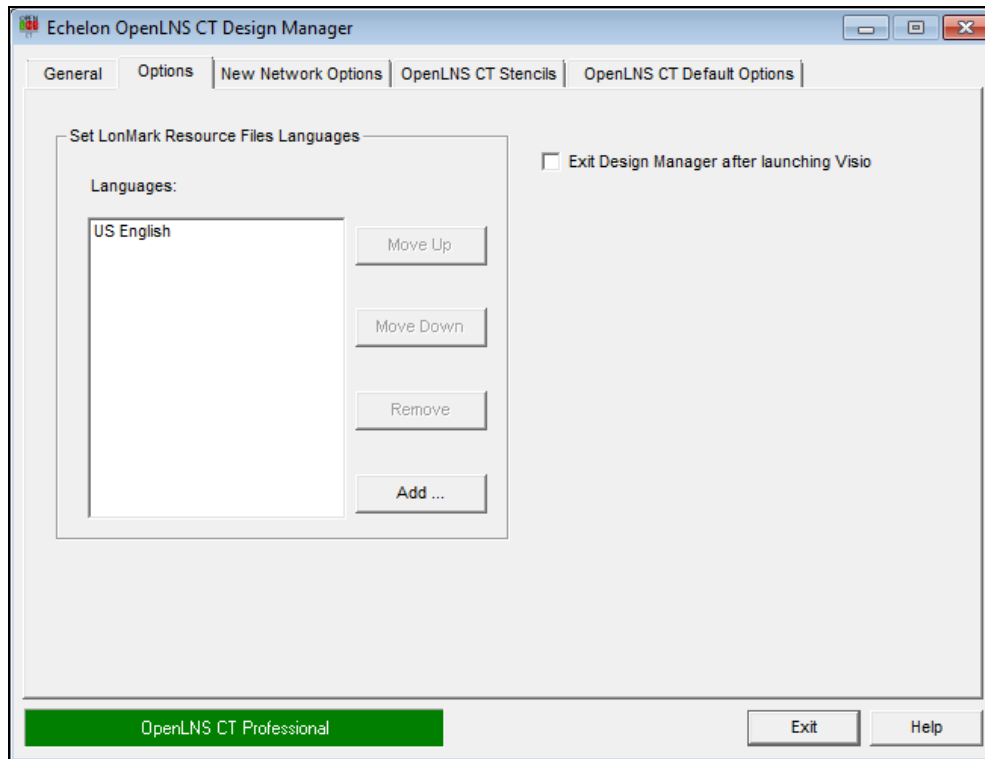 Echelon OpenLNS CT Design Manager
General Options New Network Options OpenLNS CT Stencils OpenLNS CT Default Options
Set LonMark Resource Files Languages
Exit Design Manager after launching Visio
Languages:
US English
Move Up
Move Down
Remove
Add ...
OpenLNS CT Professional Exit Help